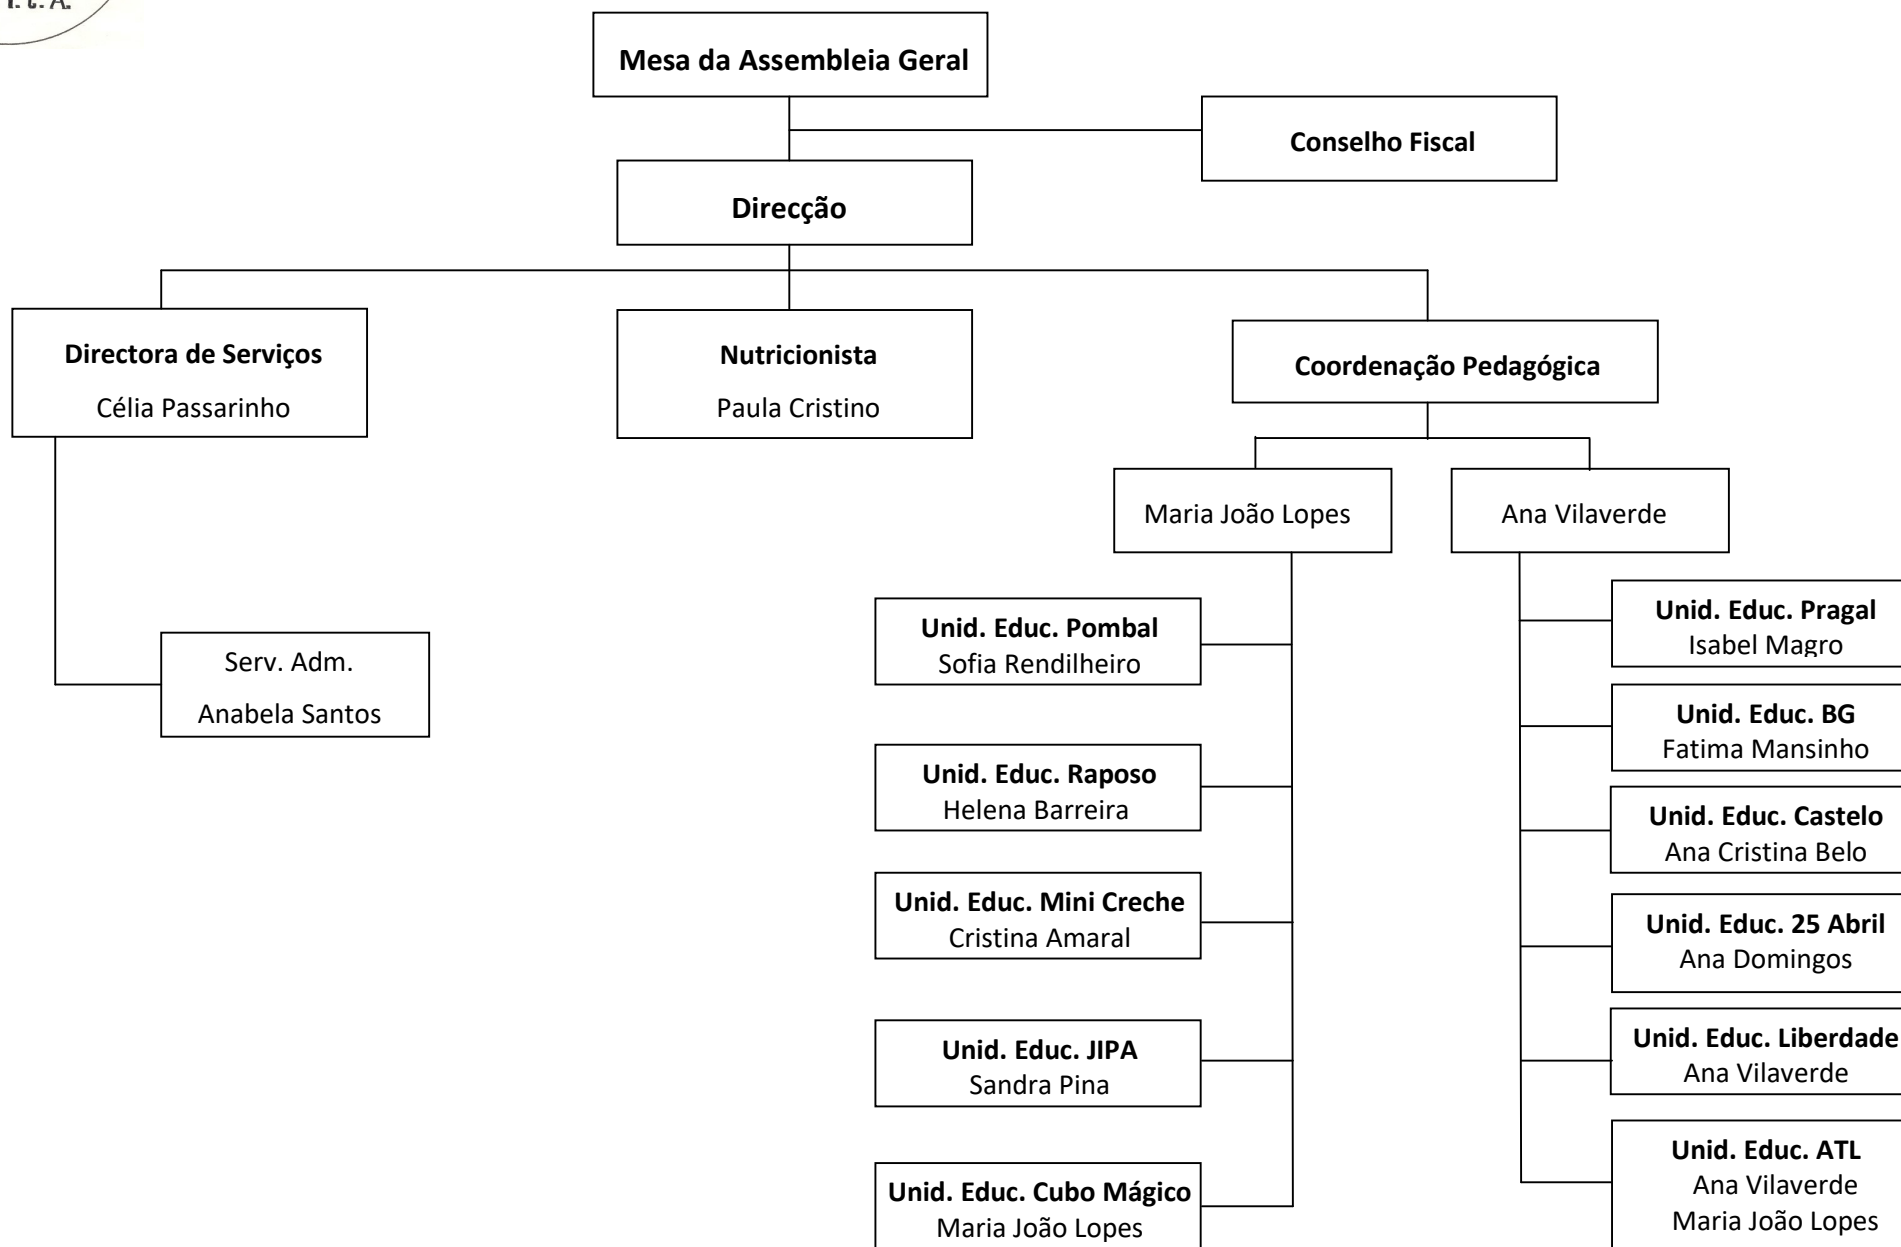 Mesa da Assembleia Geral
Conselho Fiscal
Direcção
Directora de Serviços
Célia Passarinho
Nutricionista
Paula Cristino
Coordenação Pedagógica
Maria João Lopes
Ana Vilaverde
Serv. Adm.
Anabela Santos
Unid. Educ. Pombal
Sofia Rendilheiro
Unid. Educ. Raposo
Helena Barreira
Unid. Educ. Mini Creche
Cristina Amaral
Unid. Educ. JIPA
Sandra Pina
Unid. Educ. Cubo Mágico
Maria João Lopes
Unid. Educ. Pragal
Isabel Magro
Unid. Educ. BG
Fatima Mansinho
Unid. Educ. Castelo
Ana Cristina Belo
Unid. Educ. 25 Abril
Ana Domingos
Unid. Educ. Liberdade
Ana Vilaverde
Unid. Educ. ATL
Ana Vilaverde
Maria João Lopes